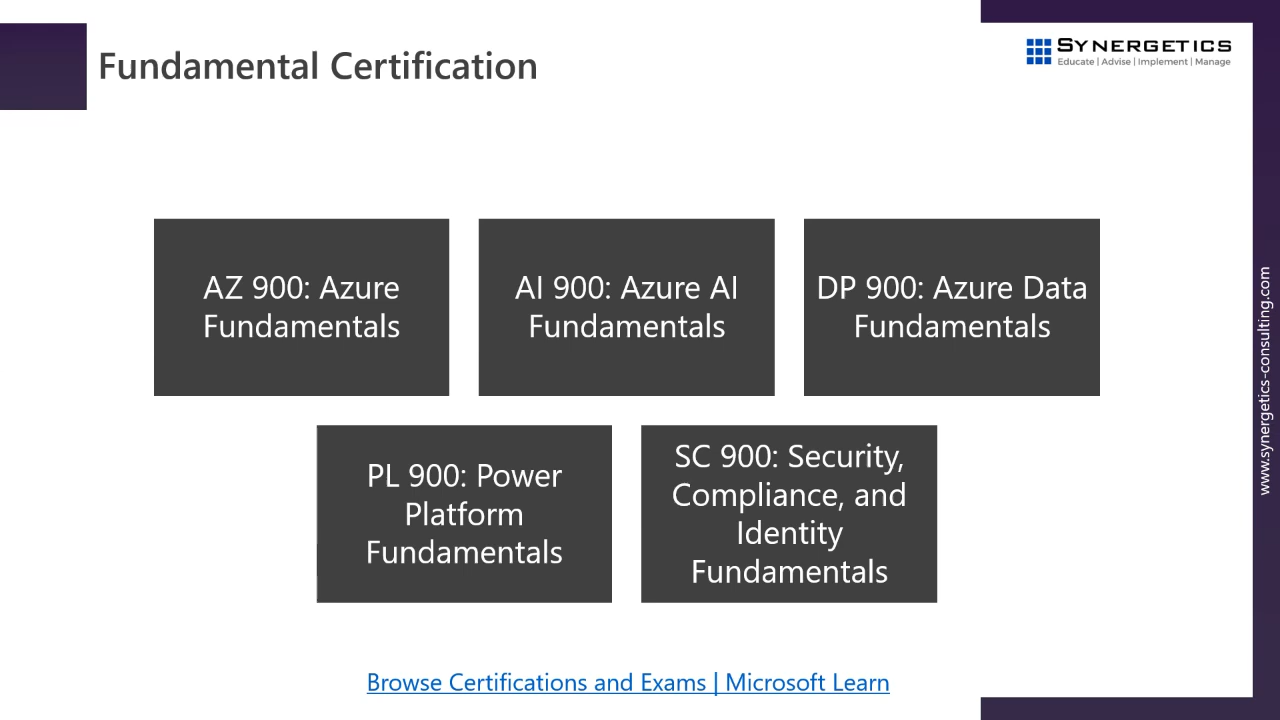 Fundamental Certification
SYNERGETICS
Educate | Advise | Implement | Manage
AZ 900: Azure
Fundamentals
AI 900: Azure AI
Fundamentals
DP 900: Azure Data
Fundamentals
PL 900: Power
Platform
Fundamentals
SC 900: Security,
Compliance, and
Identity
Fundamentals
www.synergetics-consulting.com
Browse Certifications and Exams | Microsoft Learn